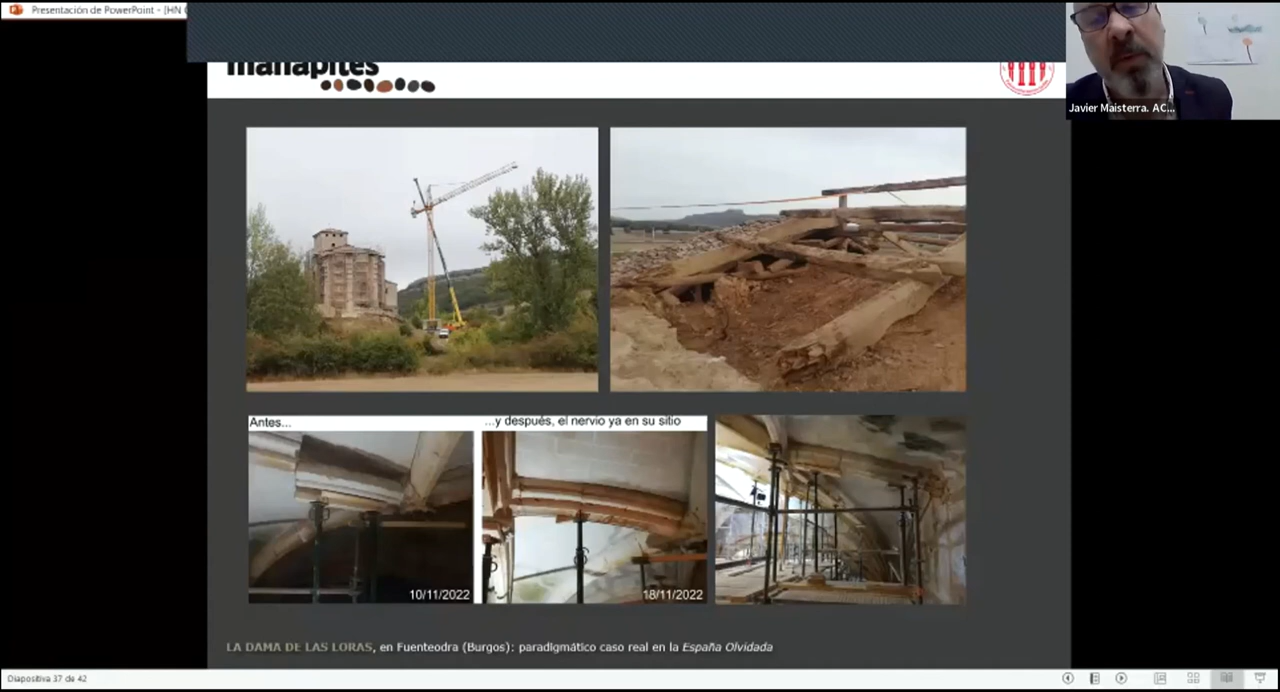 Presentación de PowerPoint - [HN
manapites
Javier Maisterra. AC...
Antes...
...y después, el nervio ya en su sitio
10/11/2022
18/11/2022
LA DAMA DE LAS LORAS, en Fuenteodra (Burgos): paradigmático caso real en la España Olvidada
Diapositiva 37 de 42